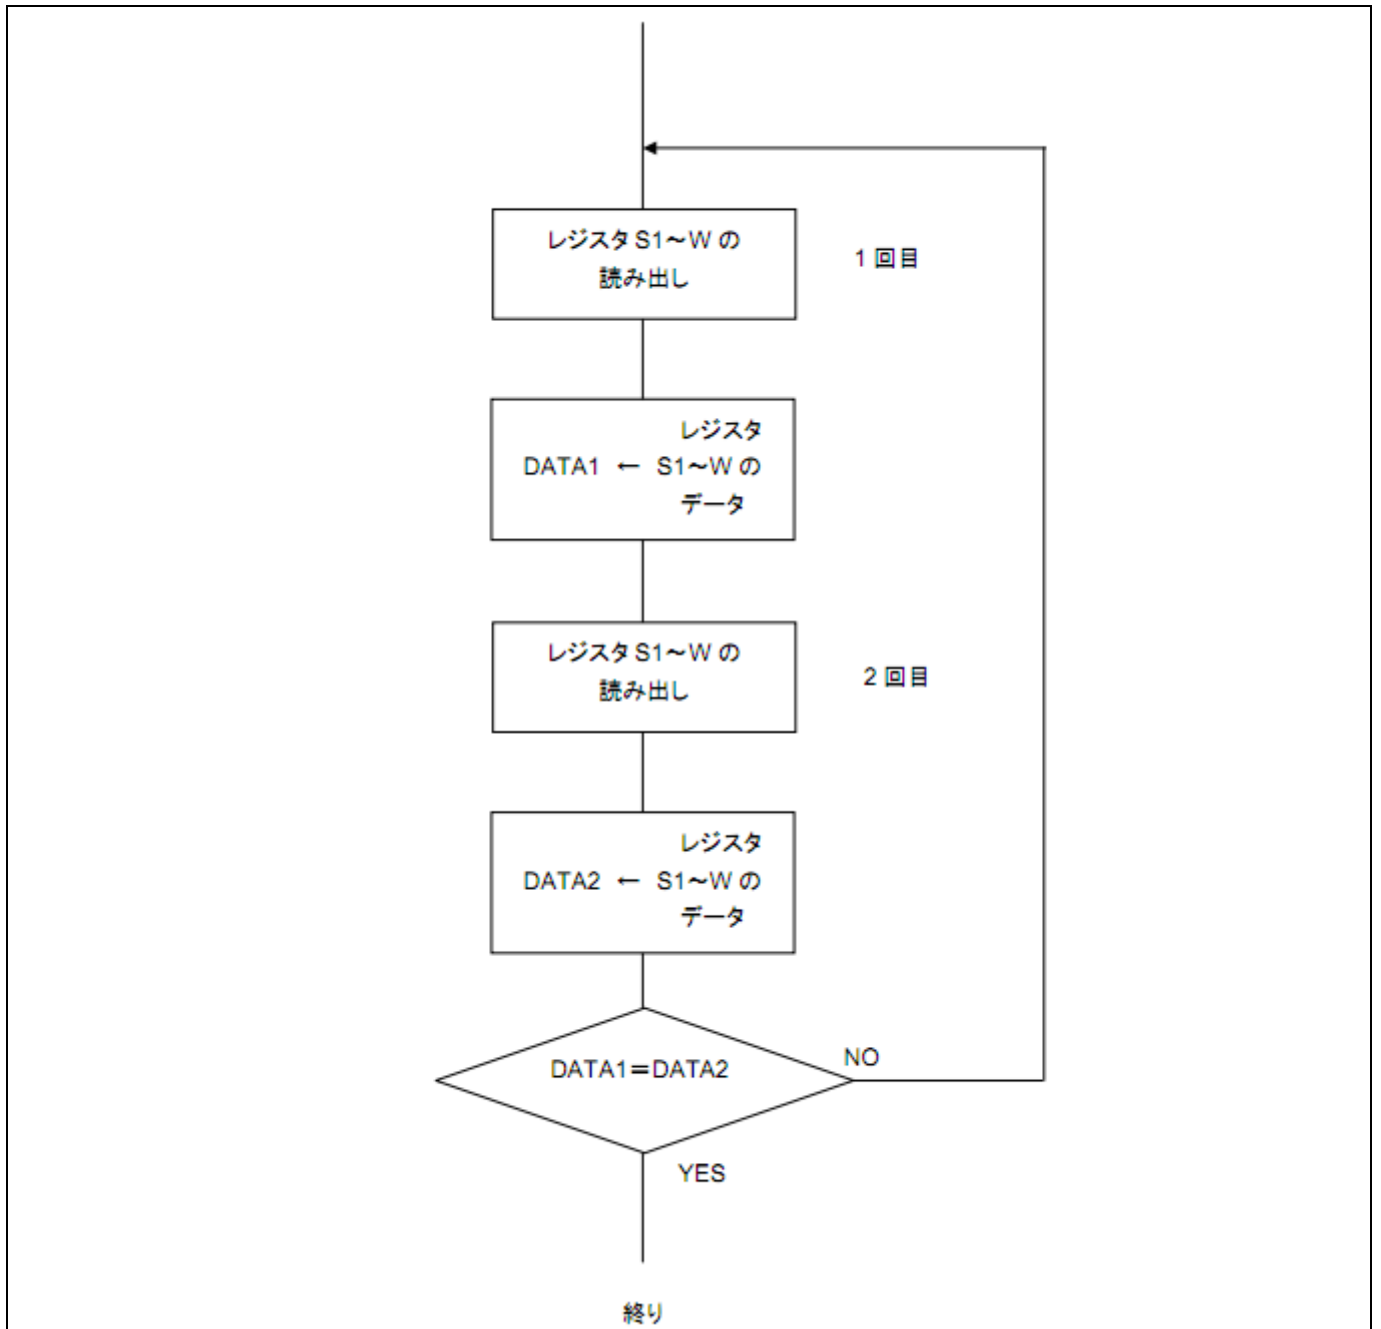 レジスタ S1～W の
読み出し
1 回目
レジスタ
DATA1 ← S1～W の
データ
レジスタ S1～W の
読み出し
2 回目
レジスタ
DATA2 ← S1～W の
データ
DATA1＝DATA2
NO
YES
終り